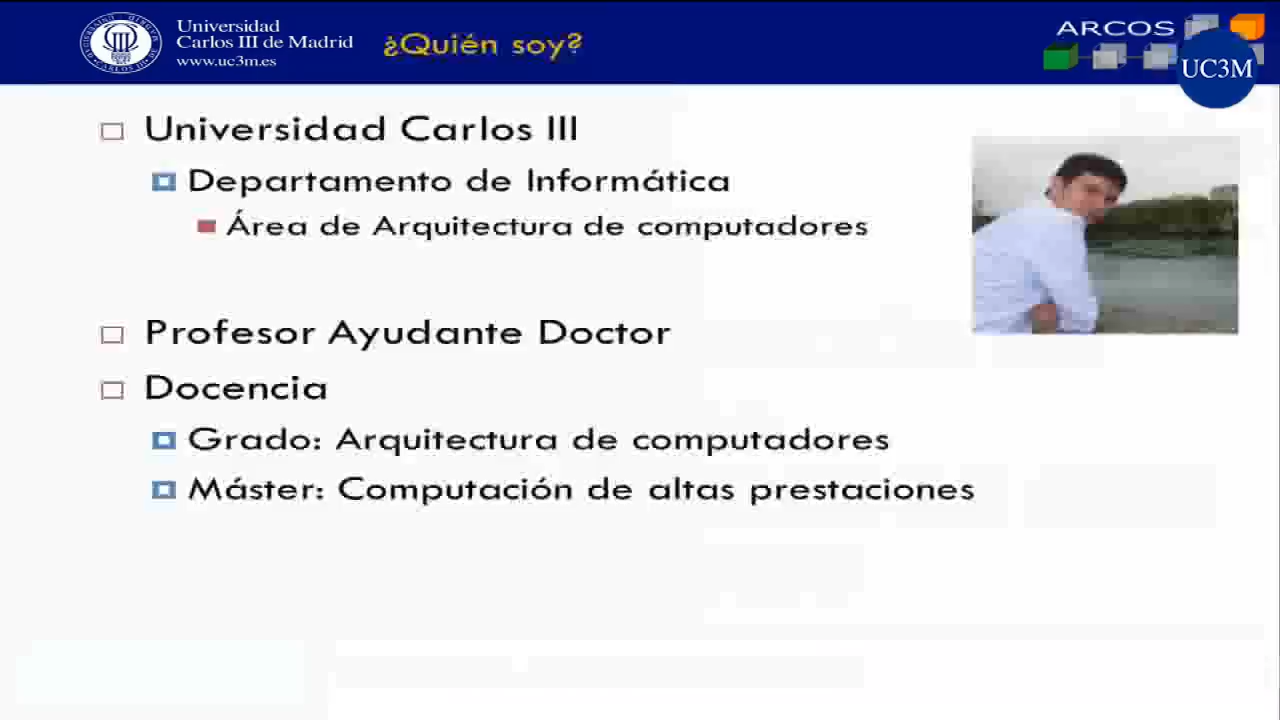 Universidad
Carlos III de Madrid
www.uc3m.es
¿Quién soy?
ARCOS
UC3M
Universidad Carlos III
Departamento de Informática
Área de Arquitectura de computadores
Profesor Ayudante Doctor
Docencia
Grado: Arquitectura de computadores
Máster: Computación de altas prestaciones